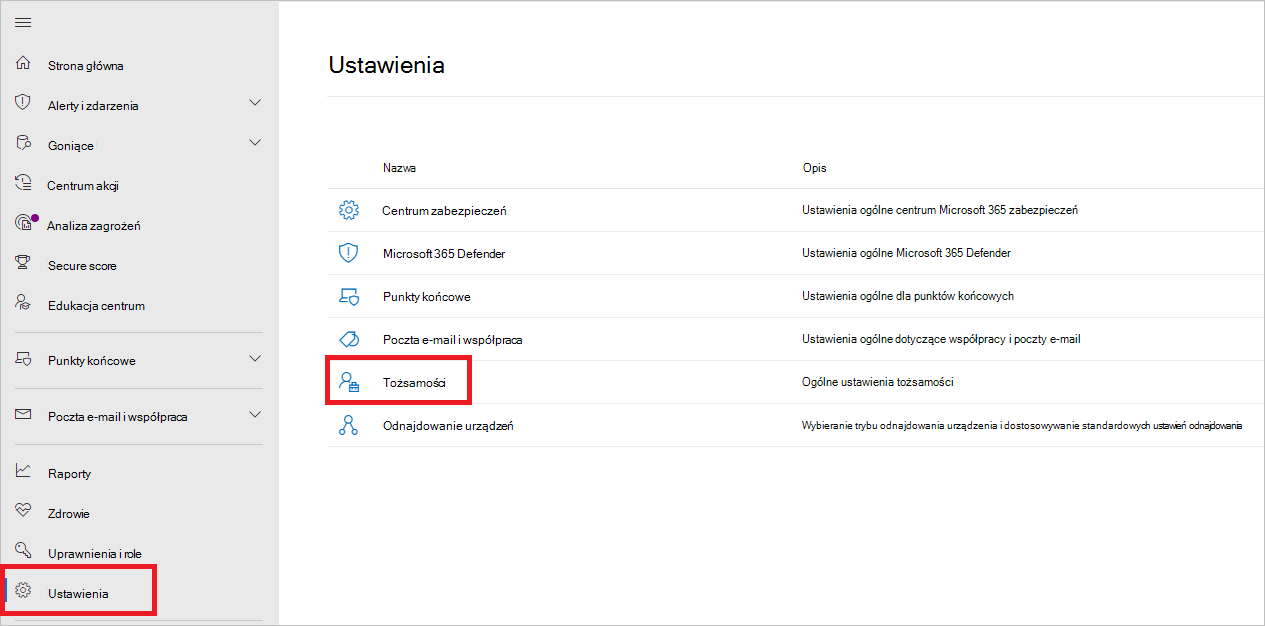 Strona główna
Alerty i zdarzenia
Goniące
Centrum akcji
Analiza zagrożeń
Secure score
Edukacja centrum
Punkty końcowe
Poczta e-mail i współpraca
Raporty
Zdrowie
Uprawnienia i role
Ustawienia
Ustawienia
Nazwa Opis
Centrum zabezpieczeń Ustawienia ogólne centrum Microsoft 365 zabezpieczeń
Microsoft 365 Defender Ustawienia ogólne Microsoft 365 Defender
Punkty końcowe Ustawienia ogólne dla punktów końcowych
Poczta e-mail i współpraca Ustawienia ogólne dotyczące współpracy i poczty e-mail
Tożsamości Ogólne ustawienia tożsamości
Odnajdowanie urządzeń Wybieranie trybu odnajdowania urządzenia i dostosowywanie standardowych ustawień odnajdowania